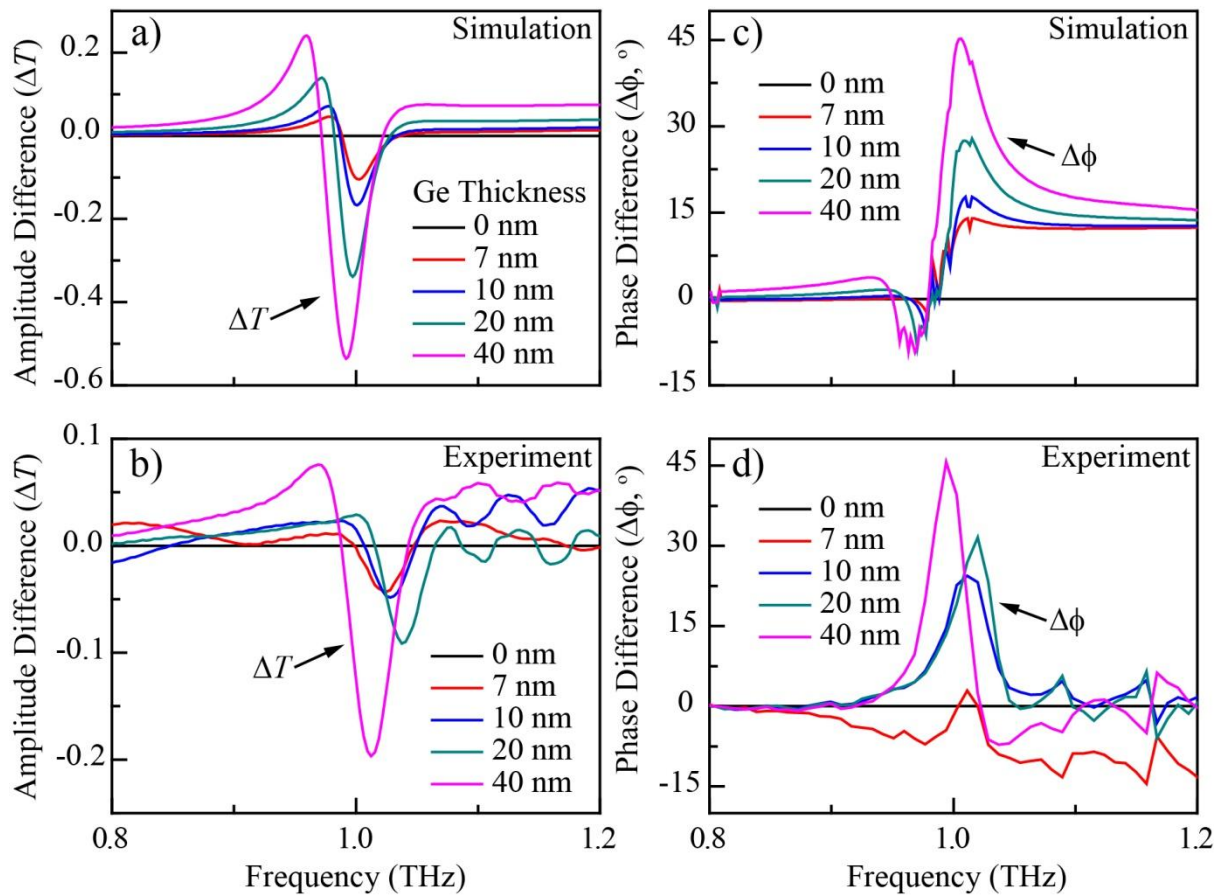 a) Simulation
Amplitude Difference (ΔT)
0.2
0.0
-0.2
-0.4
-0.6
Ge Thickness
0 nm
7 nm
10 nm
20 nm
40 nm
ΔT
c) Simulation
Phase Difference (Δϕ, °)
45
30
15
0
-15
0 nm
7 nm
10 nm
20 nm
40 nm
Δϕ
b) Experiment
Amplitude Difference (ΔT)
0.1
0.0
-0.1
-0.2
0 nm
7 nm
10 nm
20 nm
40 nm
ΔT
0.8 1.0 1.2
Frequency (THz)
d) Experiment
Phase Difference (Δϕ, °)
45
30
15
0
-15
0 nm
7 nm
10 nm
20 nm
40 nm
Δϕ
0.8 1.0 1.2
Frequency (THz)